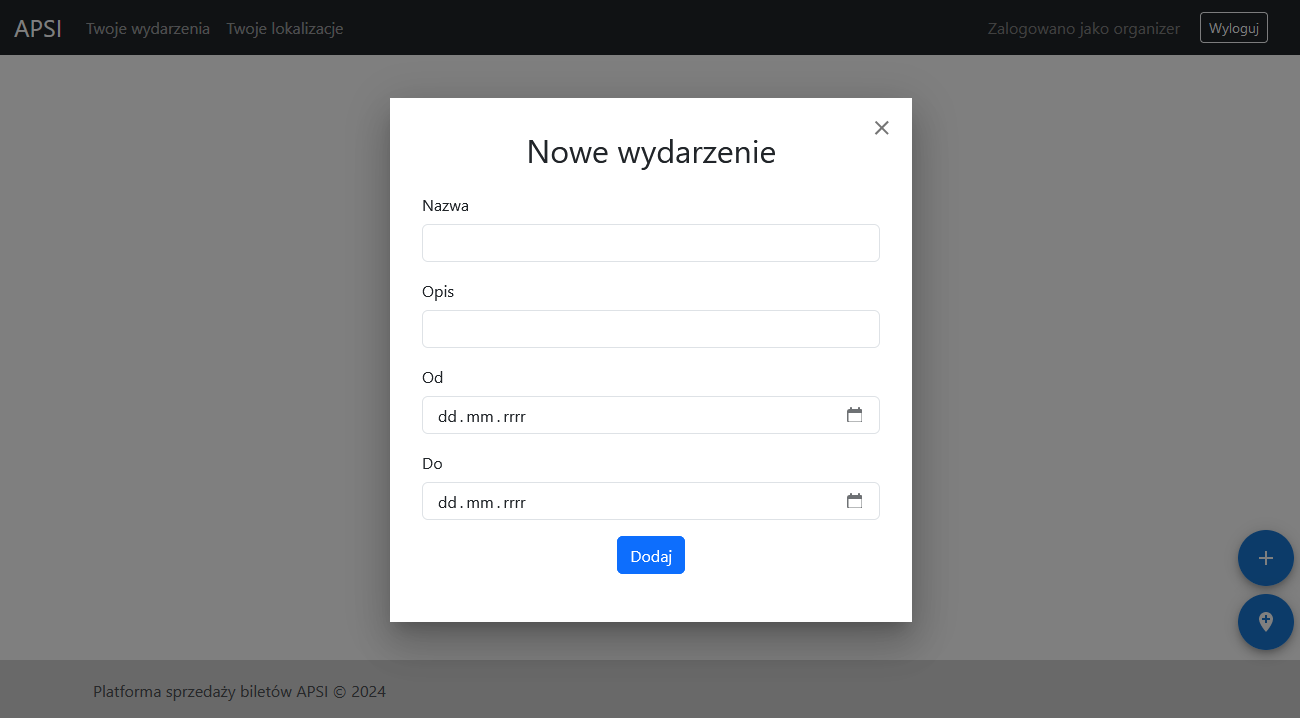 APSI Twoje wydarzenia Twoje lokalizacje Zalogowano jako organizer Wyloguj
Nowe wydarzenie
Nazwa
Opis
Od
dd.mm.rrrr
Do
dd.mm.rrrr
Dodaj
Platforma sprzedaży biletów APSI © 2024